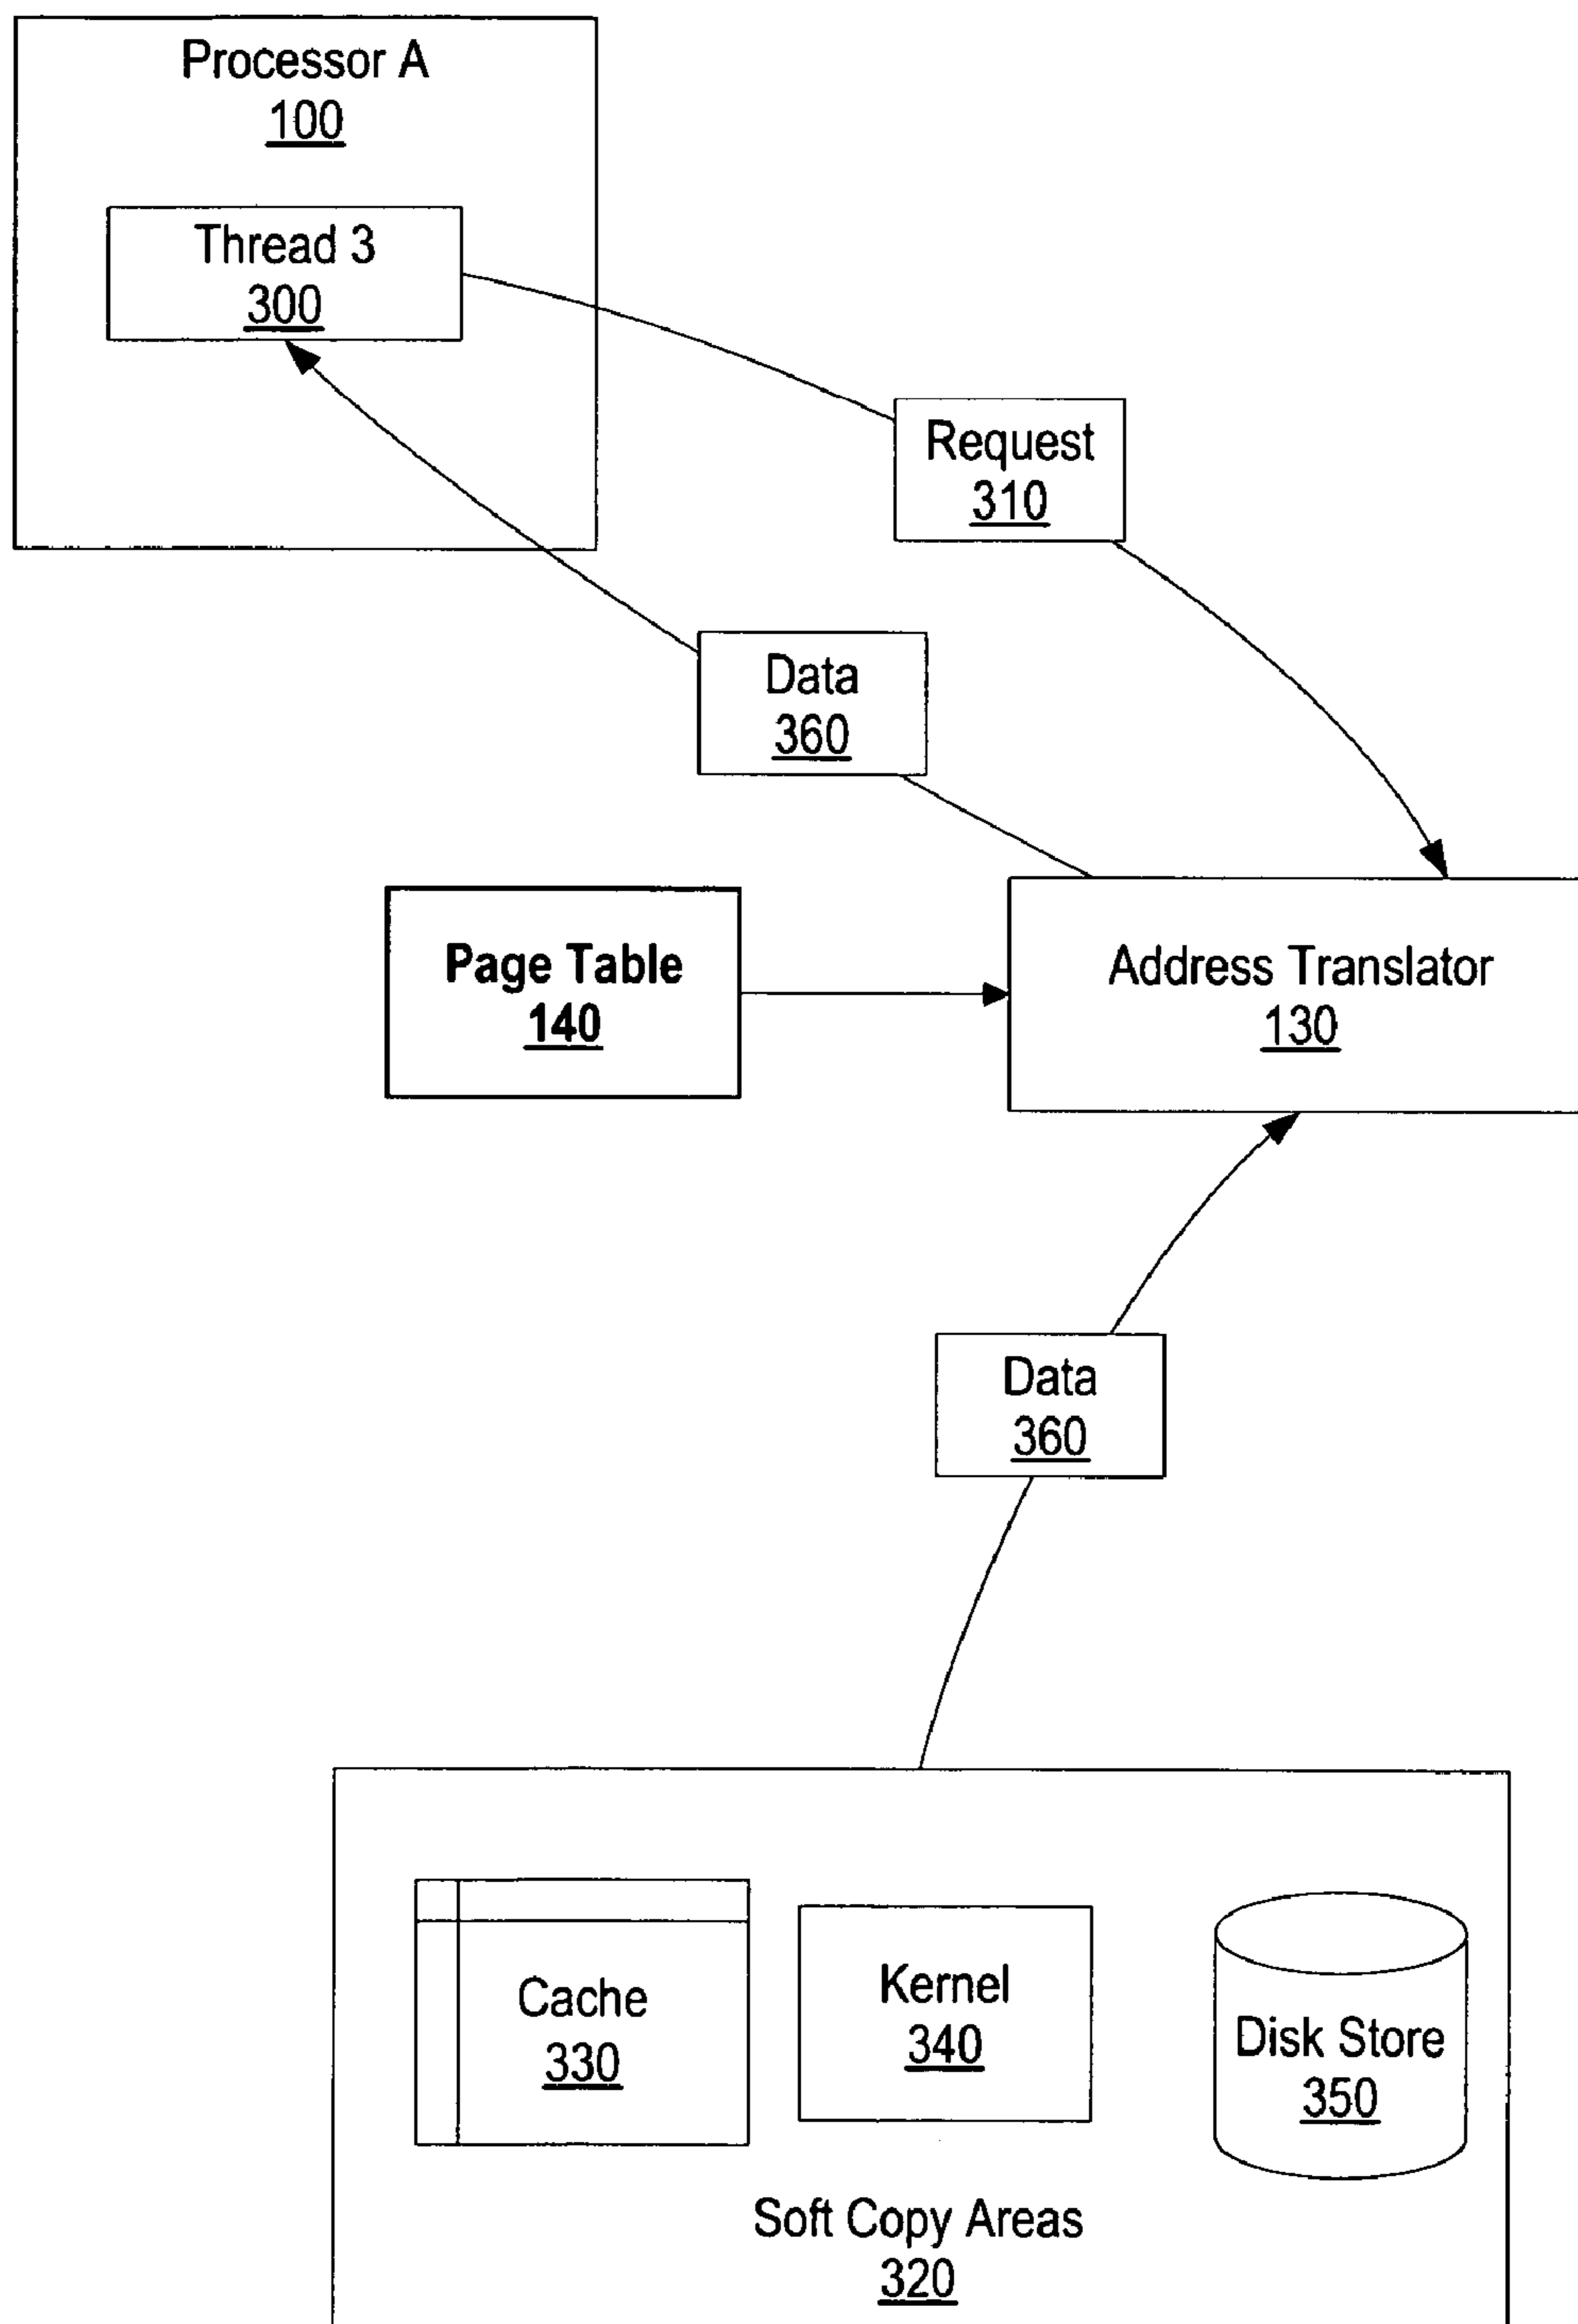 Processor A
100
Thread 3
300
Request
310
Data
360
Page Table
140
Address Translator
130
Data
360
Cache
330
Kernel
340
Disk Store
350
Soft Copy Areas
320